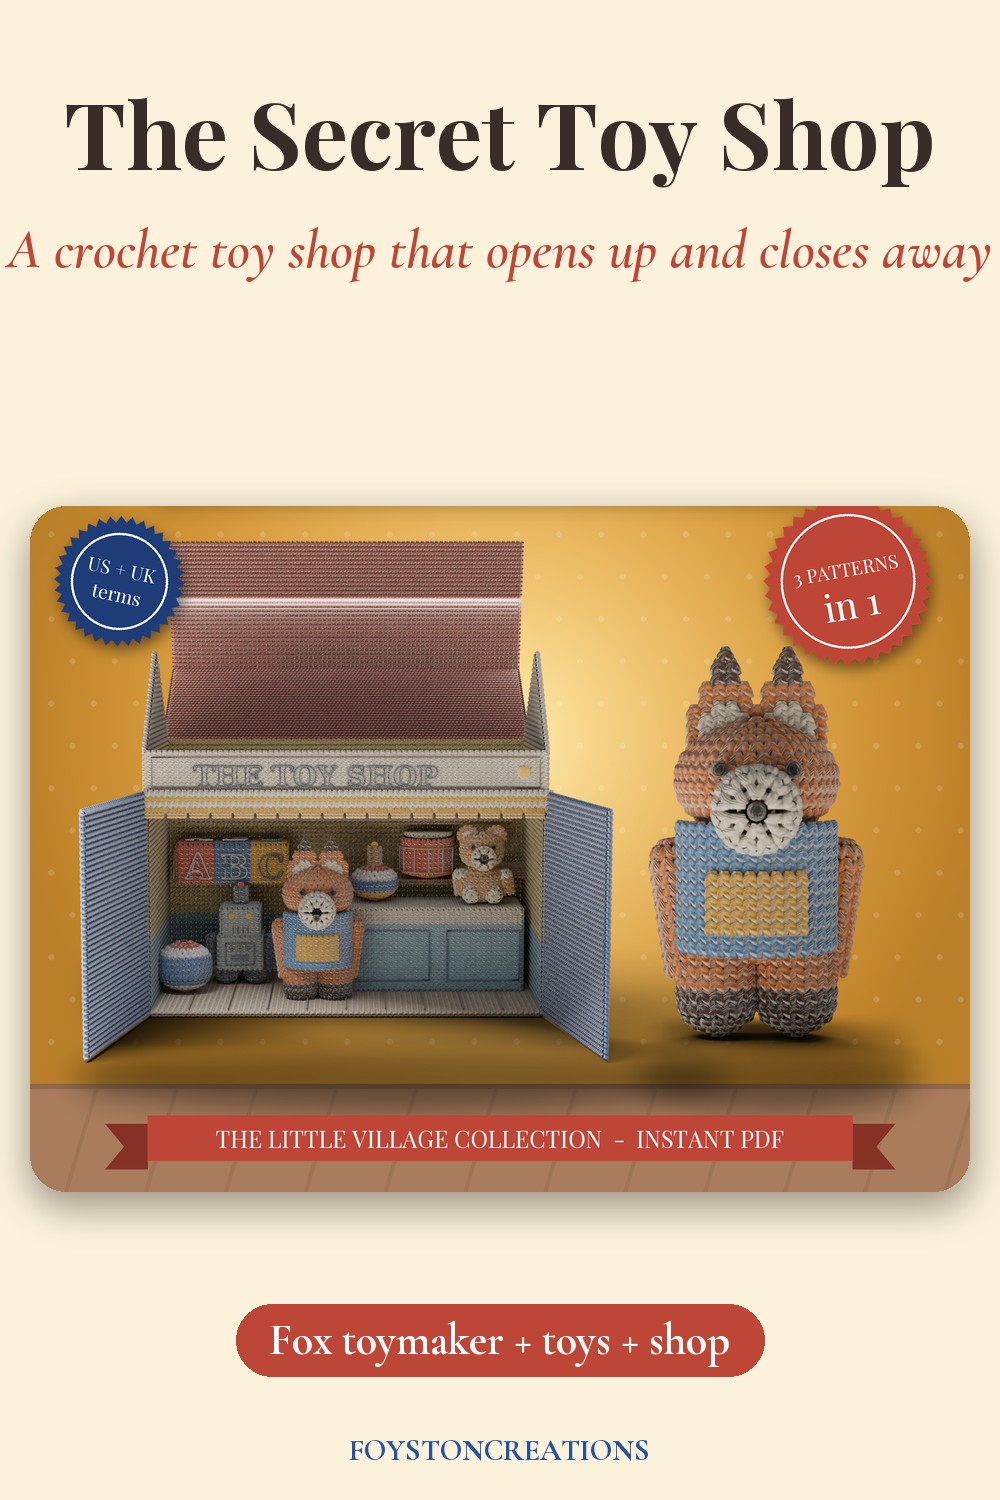 The Secret Toy Shop
A crochet toy shop that opens up and closes away
US + UK
terms
3 PATTERNS
in 1
THE TOY SHOP
ABC
THE LITTLE VILLAGE COLLECTION - INSTANT PDF
Fox toymaker + toys + shop
FOYSTONCREATIONS